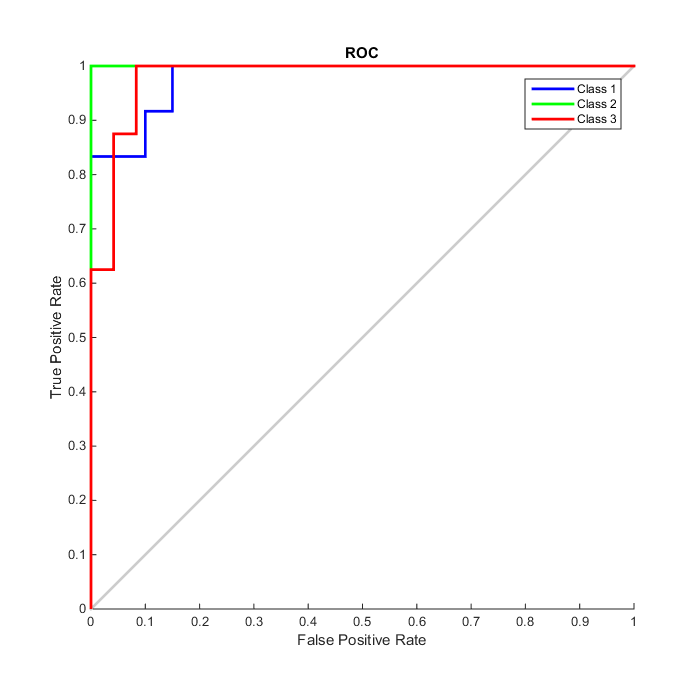 ROC
Class 1
Class 2
Class 3
True Positive Rate
1
0.9
0.8
0.7
0.6
0.5
0.4
0.3
0.2
0.1
0
0 0.1 0.2 0.3 0.4 0.5 0.6 0.7 0.8 0.9 1
False Positive Rate